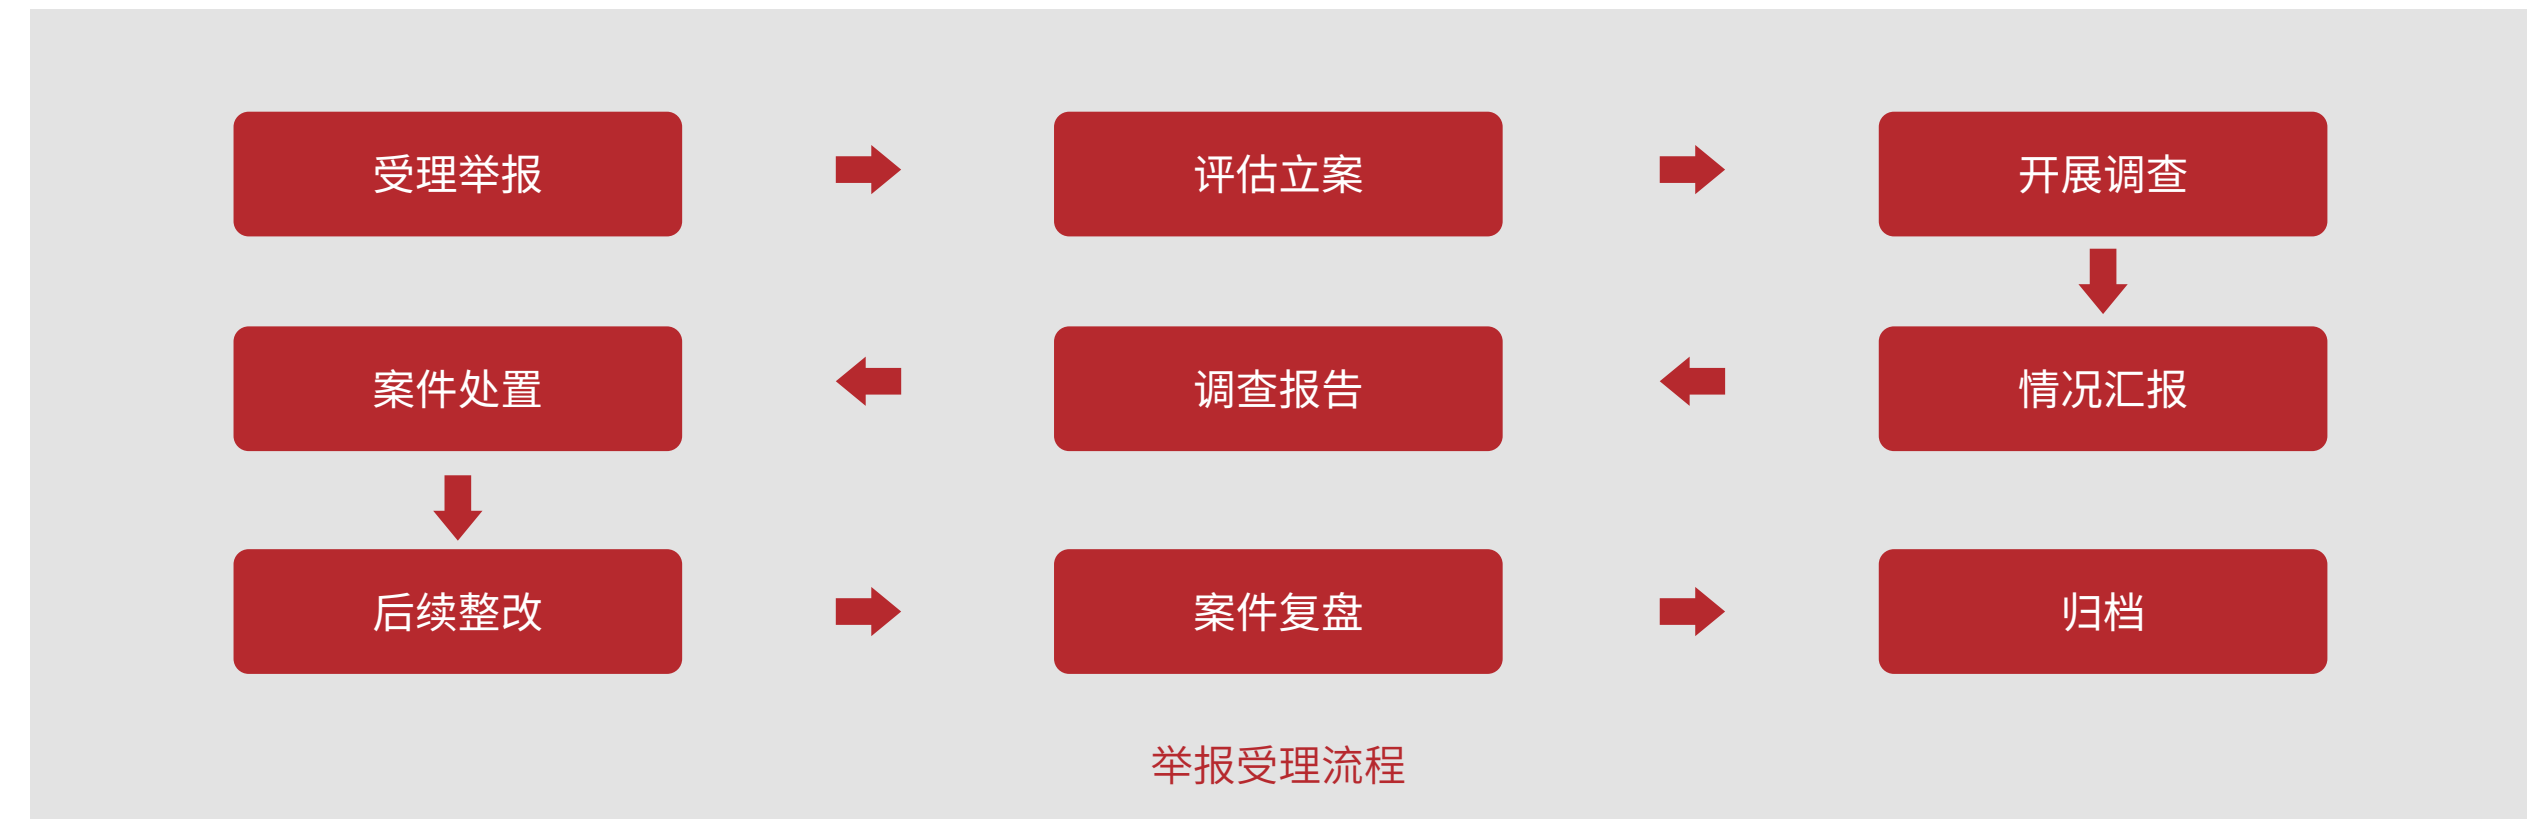 受理举报
评估立案
开展调查
情况汇报
调查报告
案件处置
后续整改
案件复盘
归档
举报受理流程